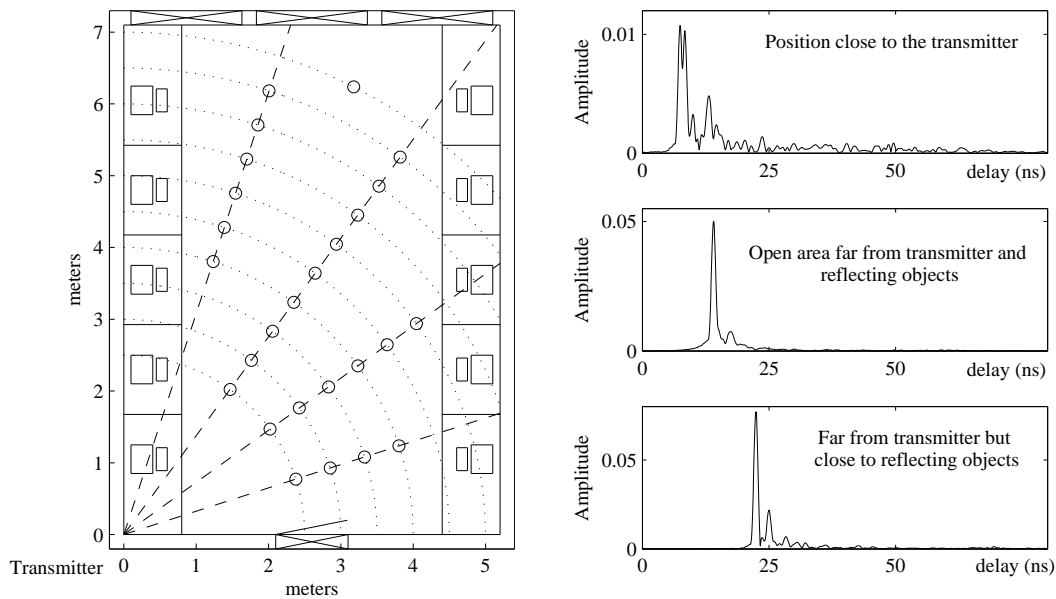 7
6
5
4
3
2
1
0
meters
Transmitter
0 1 2 3 4 5
meters
0.01
0
Amplitude
Position close to the transmitter
0 25 50
delay (ns)
0.05
0
Amplitude
Open area far from transmitter and
reflecting objects
0 25 50
delay (ns)
0.05
0
Amplitude
Far from transmitter but
close to reflecting objects
0 25 50
delay (ns)